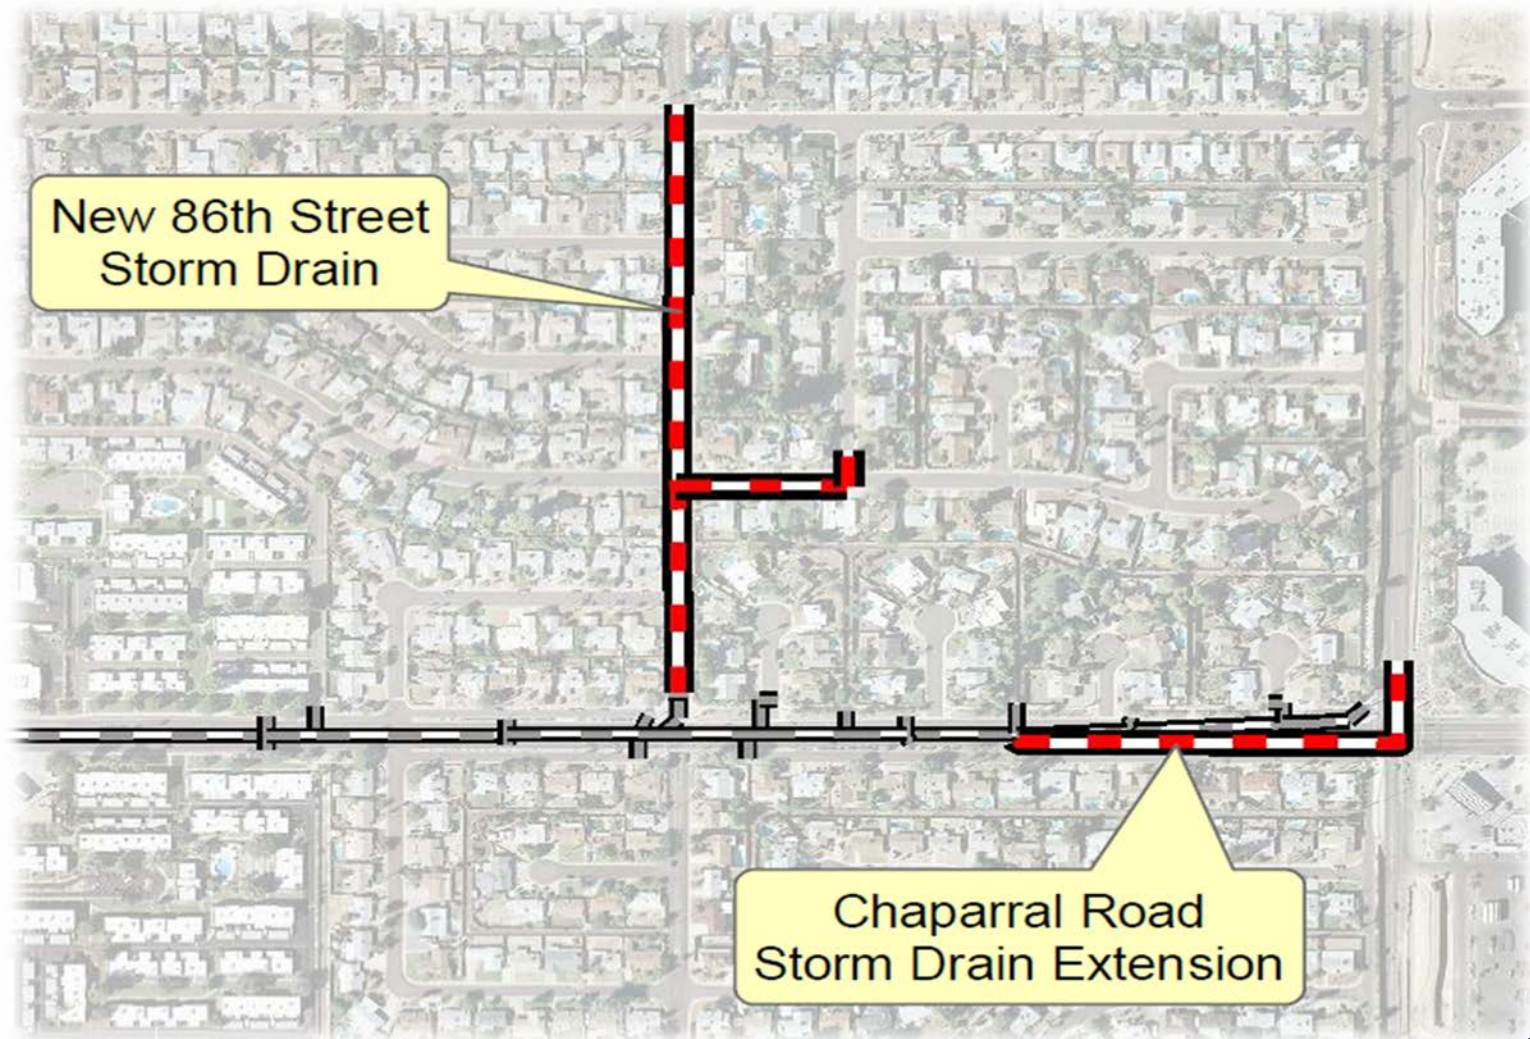 New 86th Street
Storm Drain
Chaparral Road
Storm Drain Extension